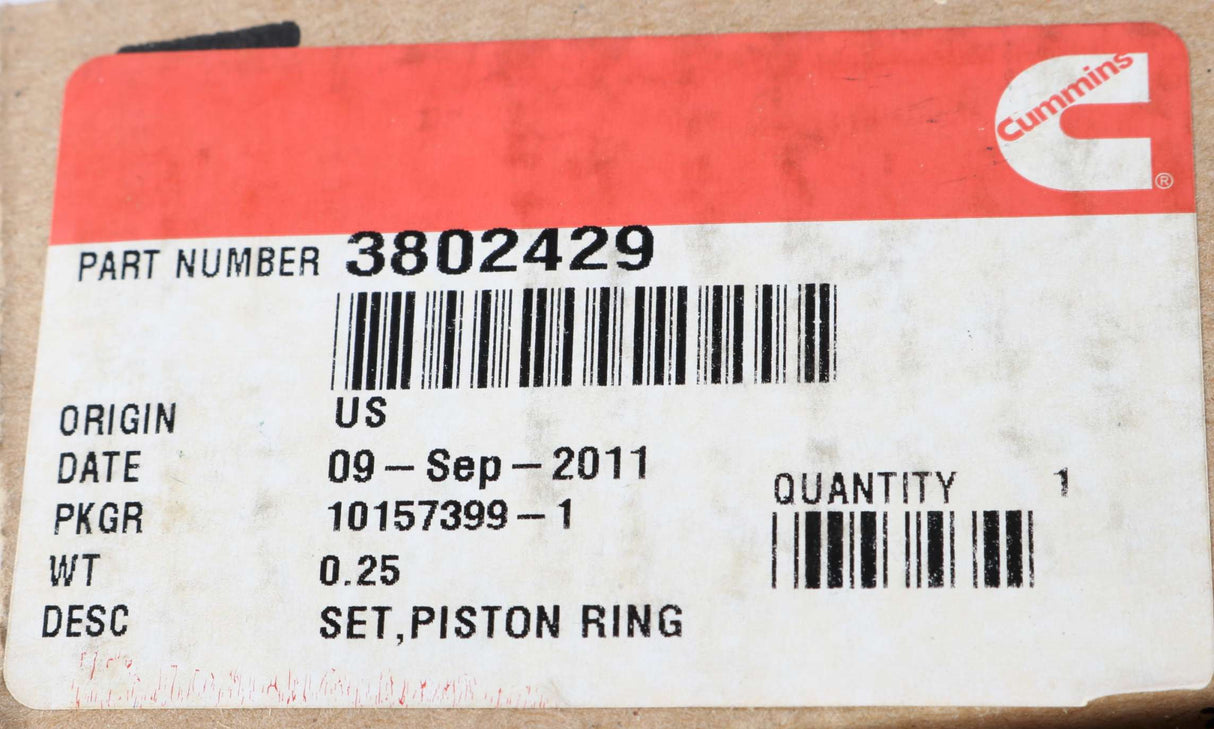 Cummins
®
PART NUMBER 3802429
ORIGIN US
DATE 09-Sep-2011
PKGR 10157399-1
QUANTITY 1
WT 0.25
DESC SET,PISTON RING